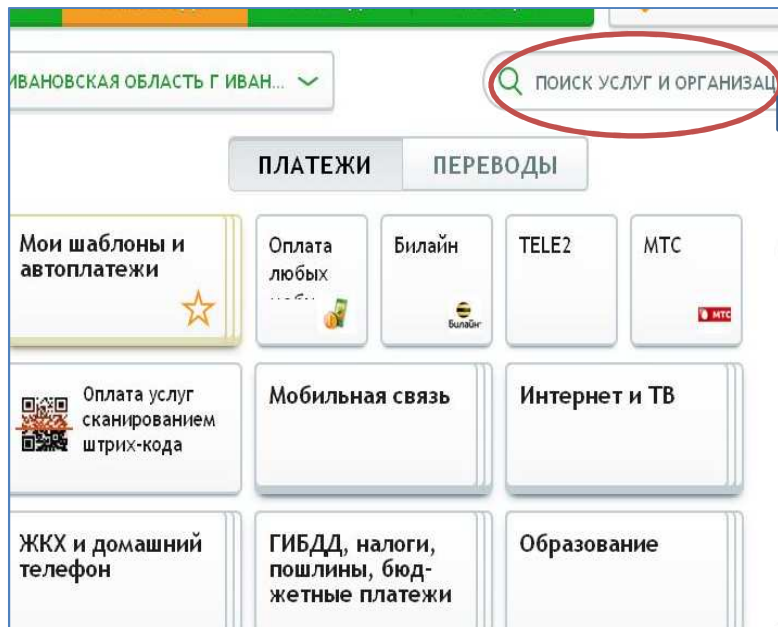 ИВАНОВСКАЯ ОБЛАСТЬ Г ИВАН...
ПОИСК УСЛУГ И ОРГАНИЗАЦ
ПЛАТЕЖИ
ПЕРЕВОДЫ
Мои шаблоны и
автоплатежи
Оплата
любых
Билайн
Билайн
TELE2
МТС
МТС
Оплата услуг
сканированием
штрих-кода
Мобильная связь
Интернет и ТВ
ЖКХ и домашний
телефон
ГИБДД, налоги,
пошлины, бюд-
жетные платежи
Образование